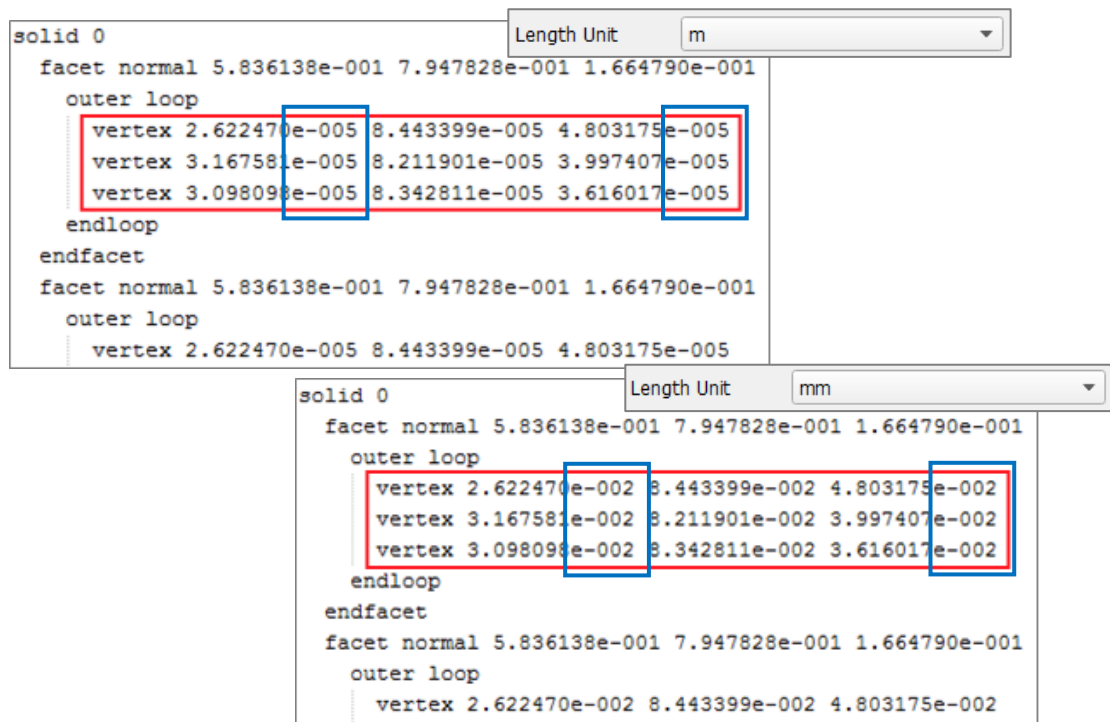 Length Unit m
solid 0
facet normal 5.836138e-001 7.947828e-001 1.664790e-001
outer loop
vertex 2.622470e-005 8.443399e-005 4.803175e-005
vertex 3.167581e-005 8.211901e-005 3.997407e-005
vertex 3.098098e-005 8.342811e-005 3.616017e-005
endloop
endfacet
facet normal 5.836138e-001 7.947828e-001 1.664790e-001
outer loop
vertex 2.622470e-005 8.443399e-005 4.803175e-005
Length Unit mm
solid 0
facet normal 5.836138e-001 7.947828e-001 1.664790e-001
outer loop
vertex 2.622470e-002 8.443399e-002 4.803175e-002
vertex 3.167581e-002 8.211901e-002 3.997407e-002
vertex 3.098098e-002 8.342811e-002 3.616017e-002
endloop
endfacet
facet normal 5.836138e-001 7.947828e-001 1.664790e-001
outer loop
vertex 2.622470e-002 8.443399e-002 4.803175e-002